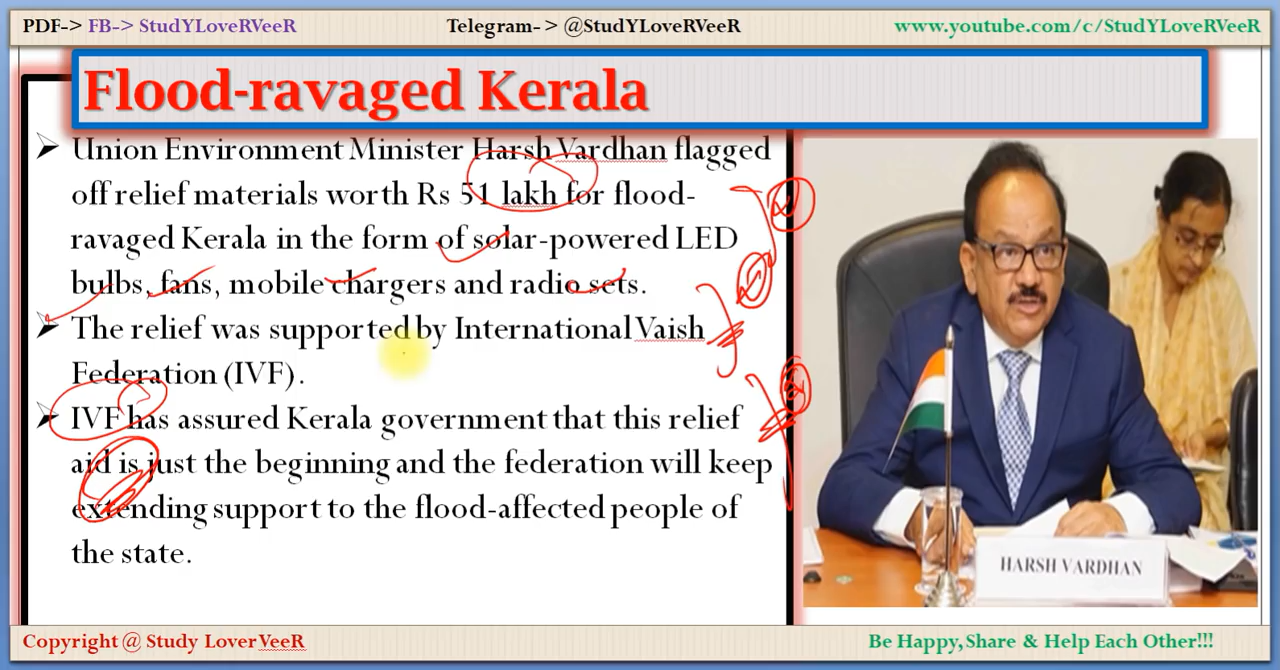 PDF-> FB-> StudYLoveRVeeR Telegram-> @StudYLoveRVeeR www.youtube.com/c/StudYLoveRVeeR
Flood-ravaged Kerala
Union Environment Minister Harsh Vardhan flagged
off relief materials worth Rs 51 lakh for flood-
ravaged Kerala in the form of solar-powered LED
bulbs, fans, mobile chargers and radio sets.
The relief was supported by International Vaish
Federation (IVF).
IVF has assured Kerala government that this relief
aid is just the beginning and the federation will keep
extending support to the flood-affected people of
the state.
HARSH VARDHAN
Copyright @ Study LoverVeeR Be Happy,Share & Help Each Other!!!